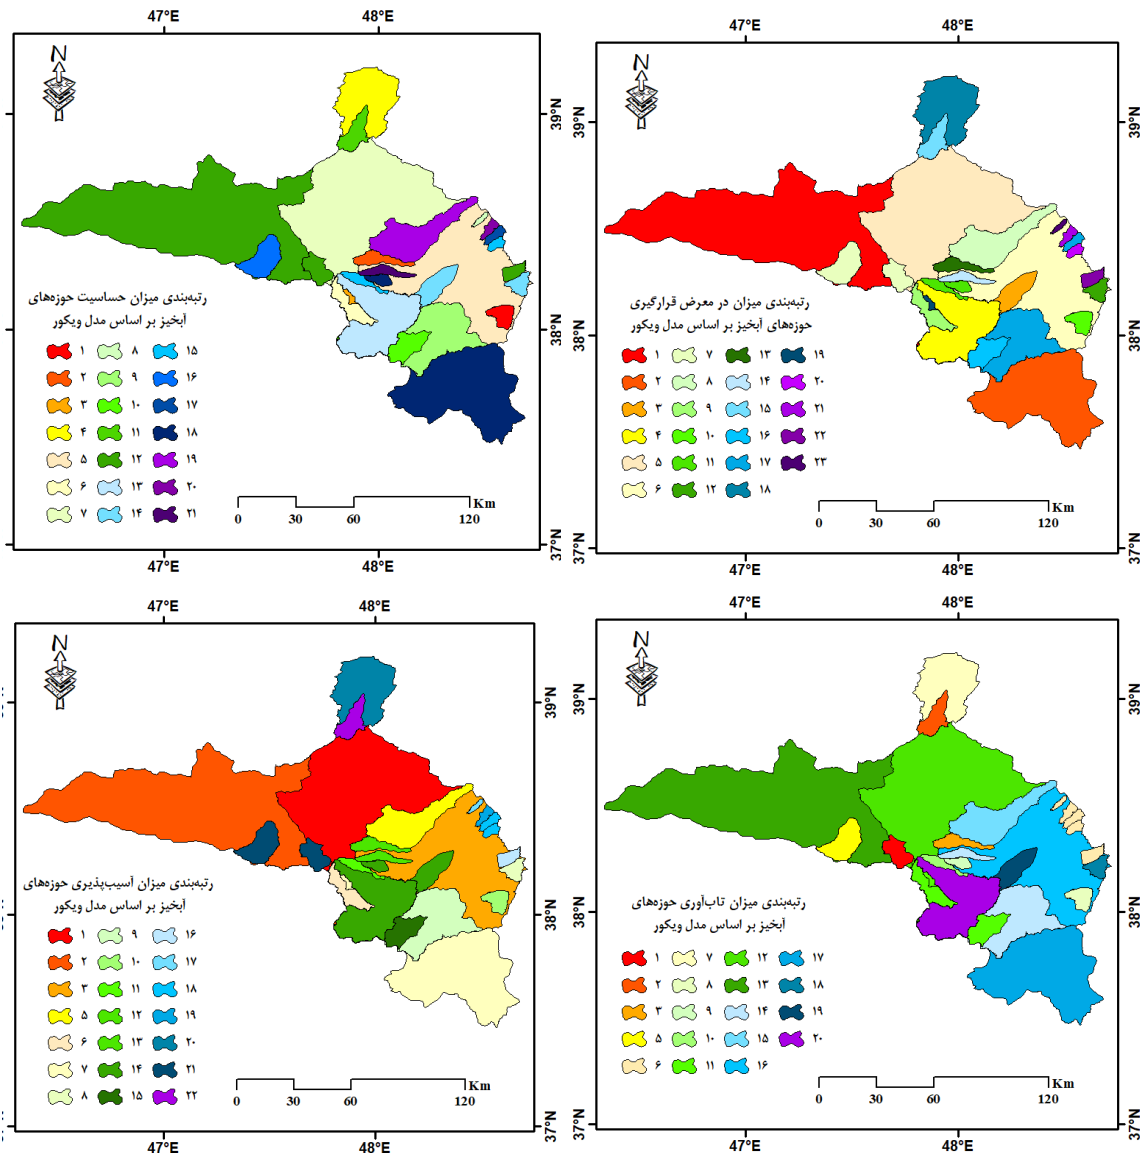 47°E 48°E
N
39°N
38°N
37°N
رتبه‌بندی میزان حساسیت حوزه‌های
آبخیز بر اساس مدل ویکور
۱ ۸ ۱۵
۲ ۹ ۱۶
۳ ۱۰ ۱۷
۴ ۱۱ ۱۸
۵ ۱۲ ۱۹
۶ ۱۳ ۲۰
۷ ۱۴ ۲۱
Km
0 30 60 120
47°E 48°E
47°E 48°E
N
39°N
38°N
37°N
رتبه‌بندی میزان در معرض قرارگیری
حوزه‌های آبخیز بر اساس مدل ویکور
۱ ۷ ۱۳ ۱۹
۲ ۸ ۱۴ ۲۰
۳ ۹ ۱۵ ۲۱
۴ ۱۰ ۱۶ ۲۲
۵ ۱۱ ۱۷ ۲۳
۶ ۱۲ ۱۸
Km
0 30 60 120
47°E 48°E
47°E 48°E
N
39°N
38°N
37°N
رتبه‌بندی میزان آسیب‌پذیری حوزه‌های
آبخیز بر اساس مدل ویکور
۱ ۹ ۱۶
۲ ۱۰ ۱۷
۳ ۱۱ ۱۸
۵ ۱۲ ۱۹
۶ ۱۳ ۲۰
۷ ۱۴ ۲۱
۸ ۱۵ ۲۲
Km
0 30 60 120
47°E 48°E
47°E 48°E
N
39°N
38°N
37°N
رتبه‌بندی میزان تاب‌آوری حوزه‌های
آبخیز بر اساس مدل ویکور
۱ ۷ ۱۲ ۱۷
۲ ۸ ۱۳ ۱۸
۳ ۹ ۱۴ ۱۹
۵ ۱۰ ۱۵ ۲۰
۶ ۱۱ ۱۶
Km
0 30 60 120
47°E 48°E